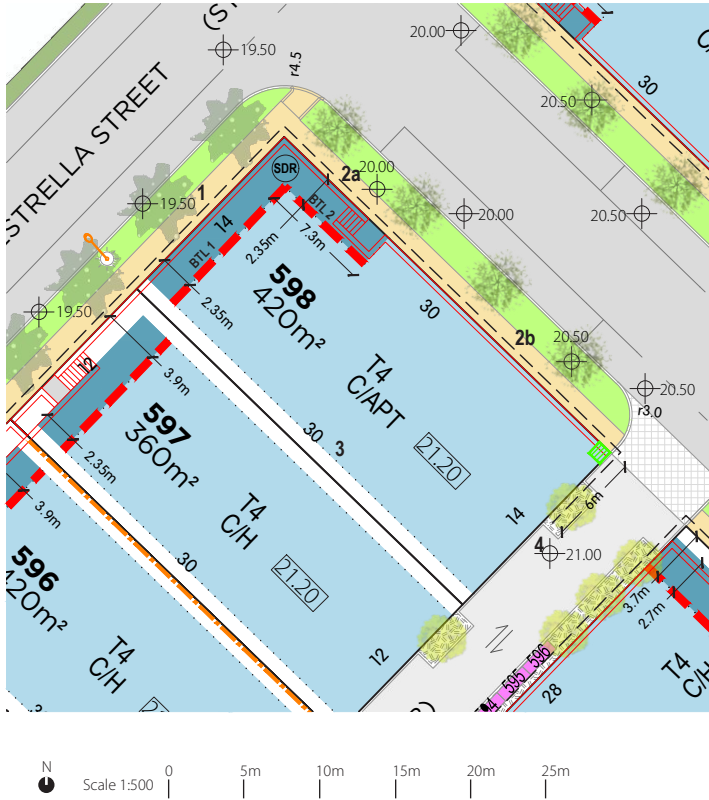 (S
20.00
19.50
r4.5
30
20.50
ESTRELLA STREET
SDR
2a
20.00
1
19.50
14
BTL 2
20.00
20.50
BTL 1
2.35m
7.3m
598
420m²
2.35m
30
19.50
T4
C/APT
2b
20.50
20.50
12
3.9m
r3.0
597
360m²
30
3
21.20
2.35m
3.9m
6m
T4
C/H
14
4
21.00
596
420m²
30
21.20
3.7m
2.7m
T4
C/H
12
596
595
28
T4
C/H
N
Scale 1:500
0
5m
10m
15m
20m
25m